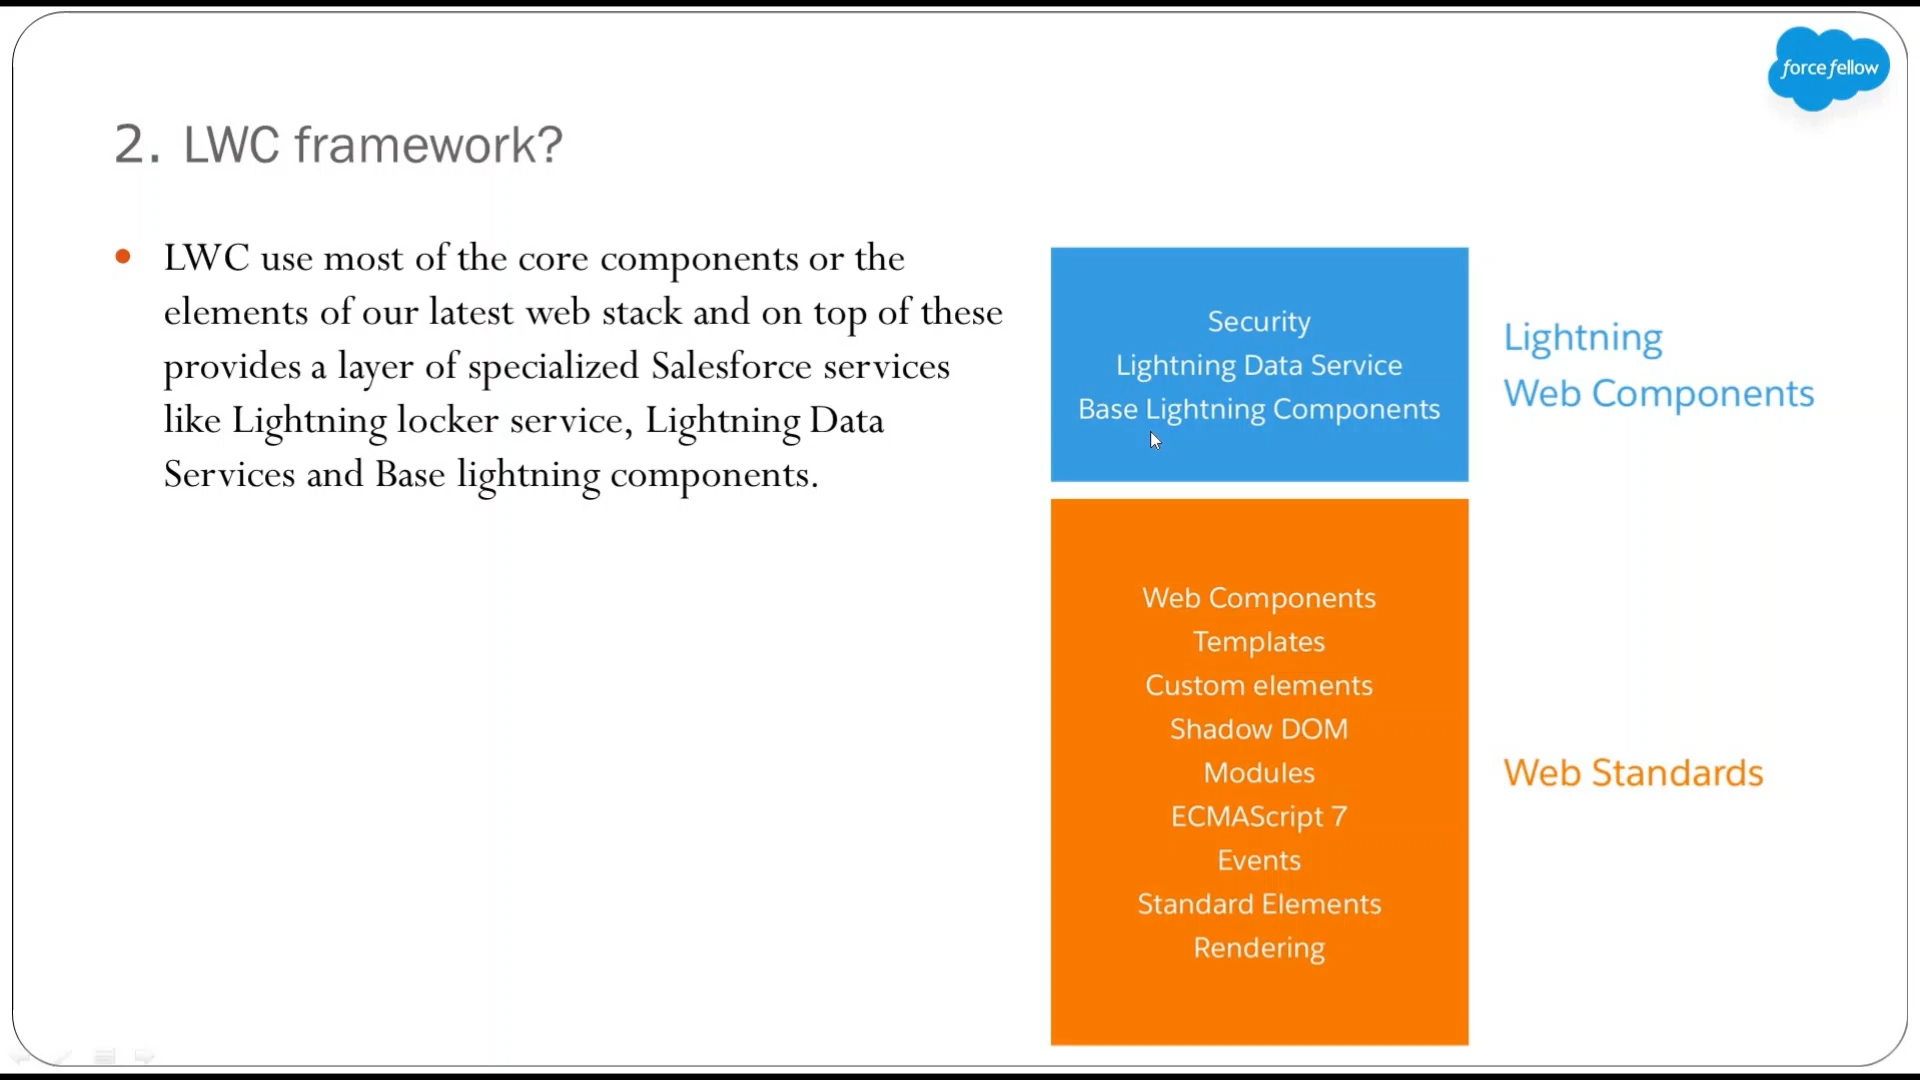 force fellow
2. LWC framework?
• LWC use most of the core components or the
elements of our latest web stack and on top of these
provides a layer of specialized Salesforce services
like Lightning locker service, Lightning Data
Services and Base lightning components.
Security
Lightning Data Service
Base Lightning Components
Lightning
Web Components
Web Components
Templates
Custom elements
Shadow DOM
Modules
ECMAScript 7
Events
Standard Elements
Rendering
Web Standards